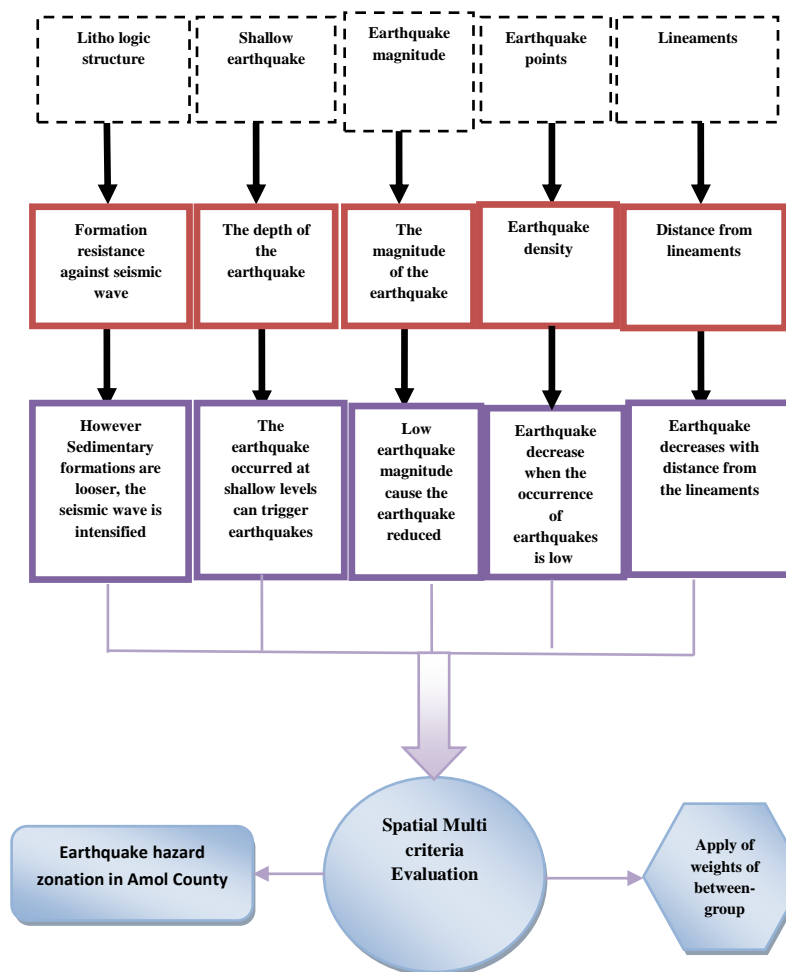 Litho logic
structure
Shallow
earthquake
Earthquake
magnitude
Earthquake
points
Lineaments
Formation
resistance
against seismic
wave
The depth of
the
earthquake
The
magnitude
of the
earthquake
Earthquake
density
Distance from
lineaments
However
Sedimentary
formations are
looser, the
seismic wave is
intensified
The
earthquake
occurred at
shallow levels
can trigger
earthquakes
Low
earthquake
magnitude
cause the
earthquake
reduced
Earthquake
decrease
when the
occurrence
of
earthquakes
is low
Earthquake
decreases with
distance from
the lineaments
Spatial Multi
criteria
Evaluation
Earthquake hazard
zonation in Amol County
Apply of
weights of
between-
group